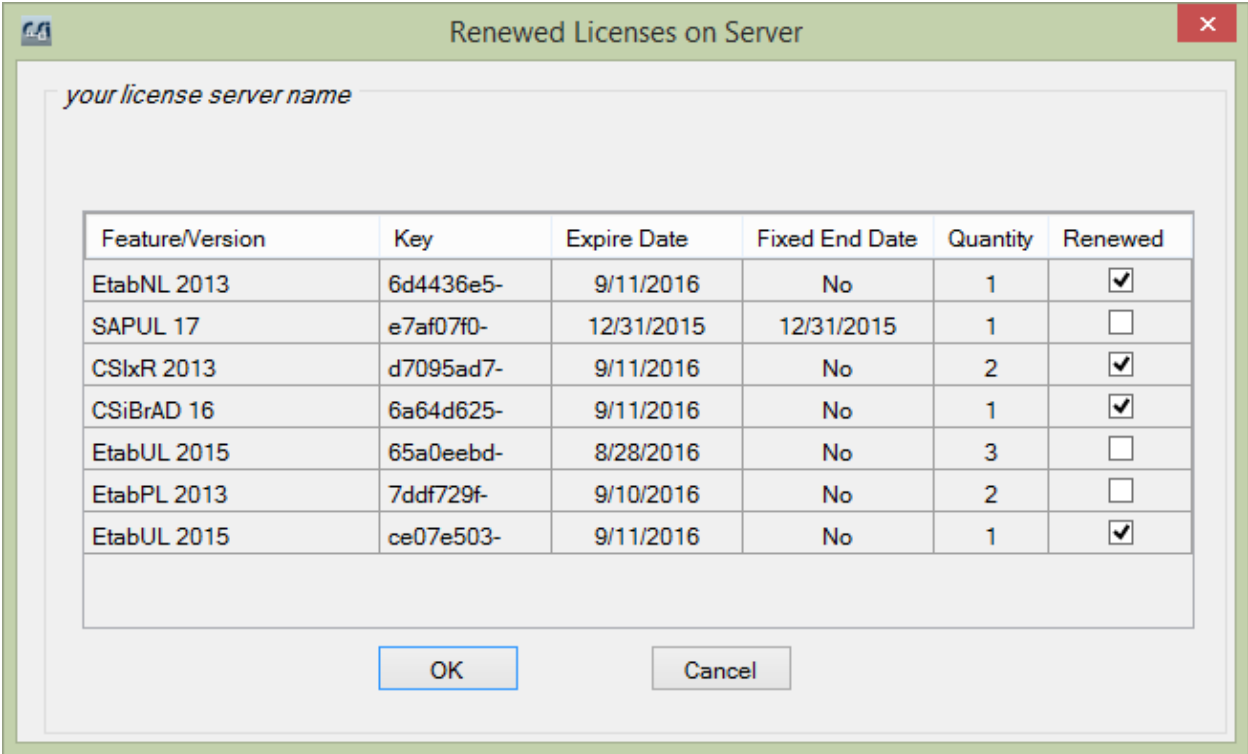 Renewed Licenses on Server
your license server name
Feature/Version Key Expire Date Fixed End Date Quantity Renewed
EtabNL 2013 6d4436e5- 9/11/2016 No 1
SAPUL 17 e7af07f0- 12/31/2015 12/31/2015 1
CSIxR 2013 d7095ad7- 9/11/2016 No 2
CSiBrAD 16 6a64d625- 9/11/2016 No 1
EtabUL 2015 65a0eebd- 8/28/2016 No 3
EtabPL 2013 7ddf729f- 9/10/2016 No 2
EtabUL 2015 ce07e503- 9/11/2016 No 1
OK Cancel